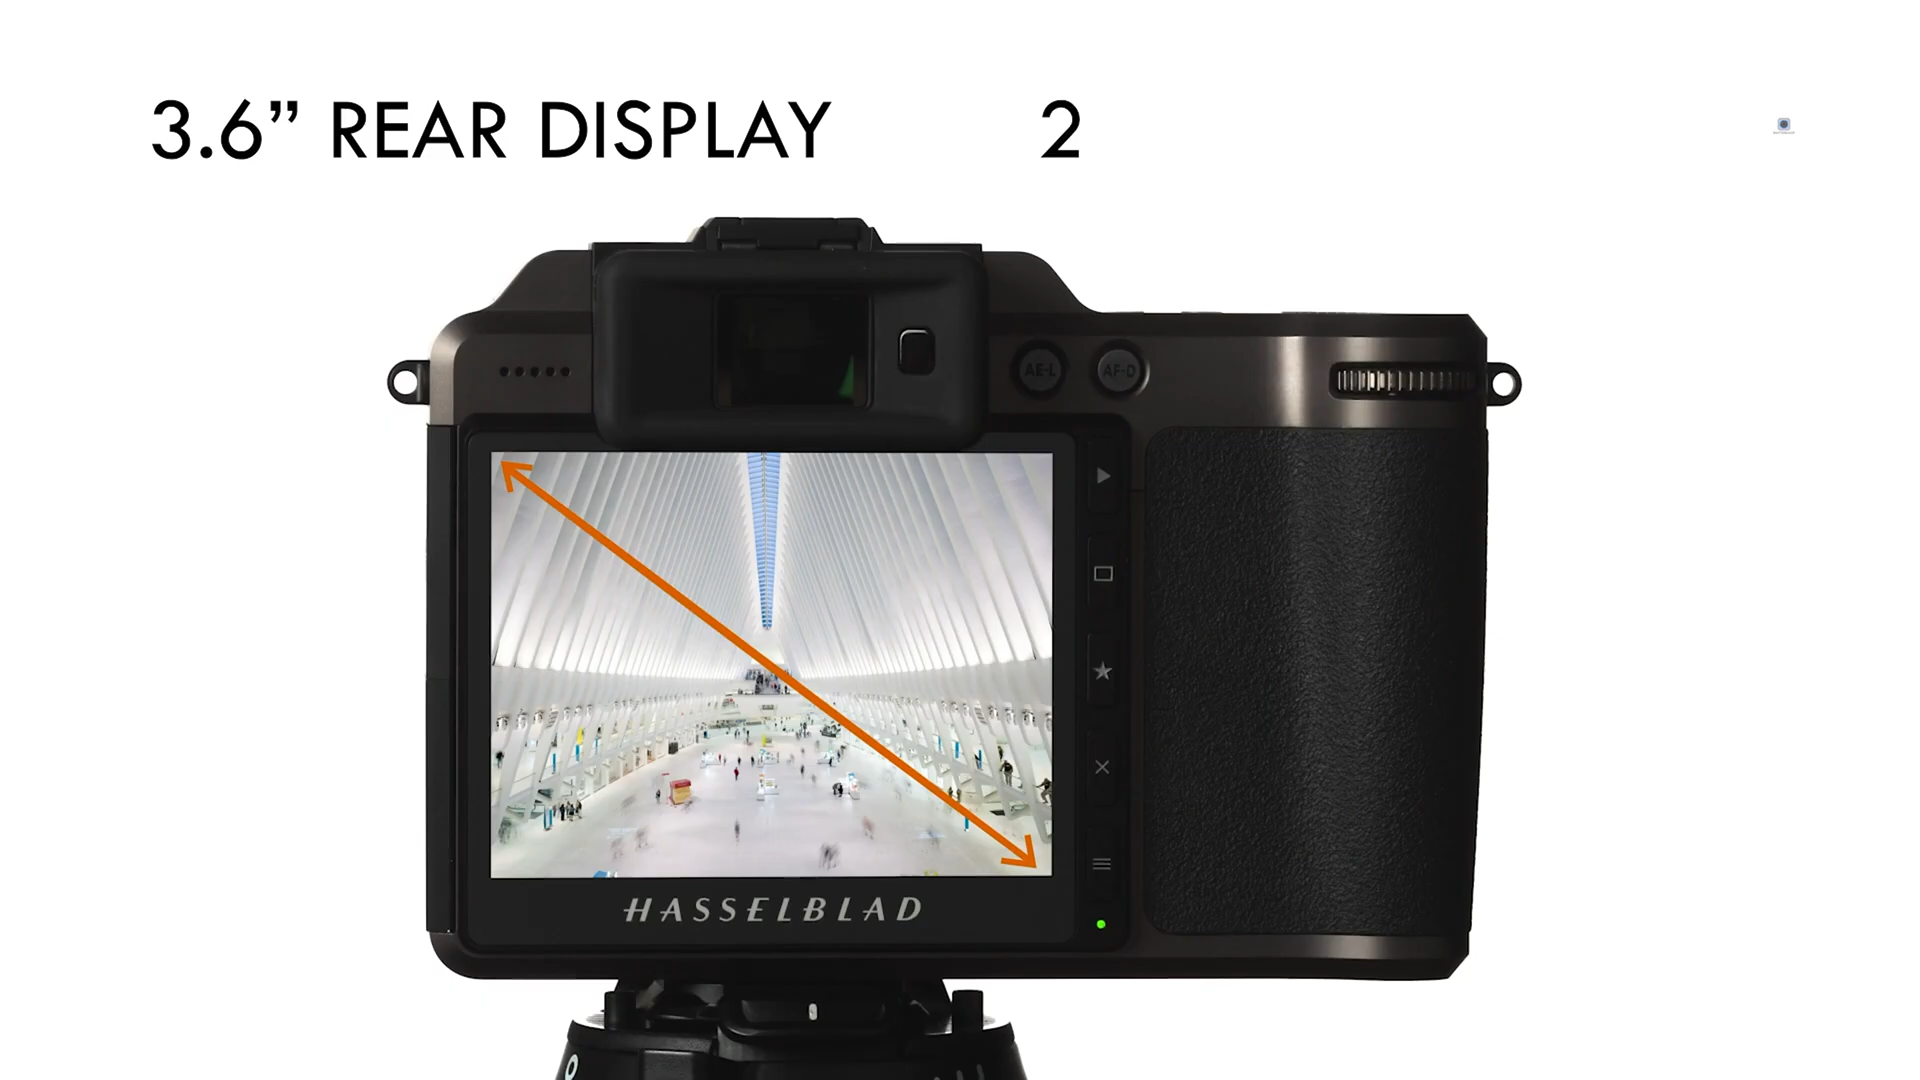 3.6” REAR DISPLAY 2
AE-L AF-D
HASSELBLAD